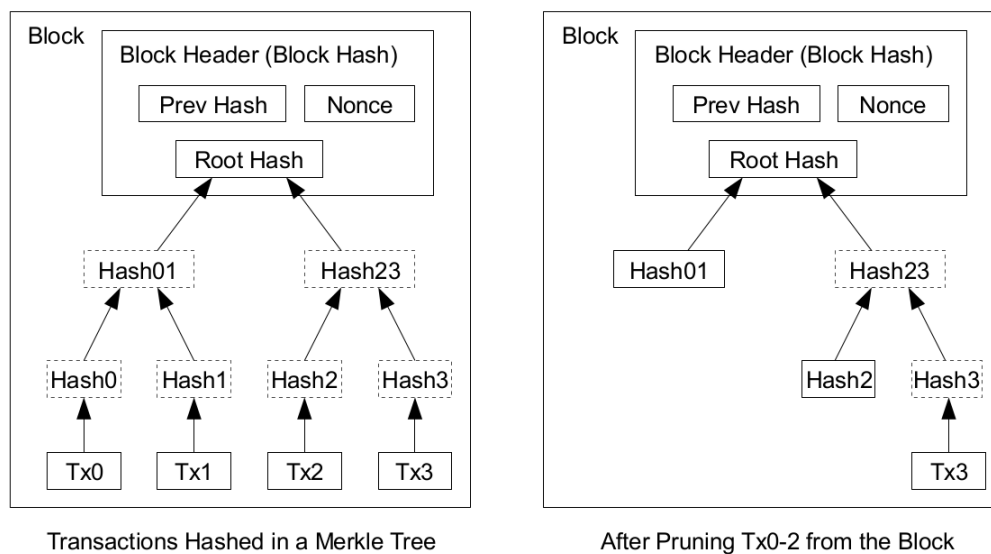 Block
Block Header (Block Hash)
Prev Hash
Nonce
Root Hash
Hash01
Hash23
Hash0
Hash1
Hash2
Hash3
Tx0
Tx1
Tx2
Tx3
Transactions Hashed in a Merkle Tree
Block
Block Header (Block Hash)
Prev Hash
Nonce
Root Hash
Hash01
Hash23
Hash2
Hash3
Tx3
After Pruning Tx0-2 from the Block